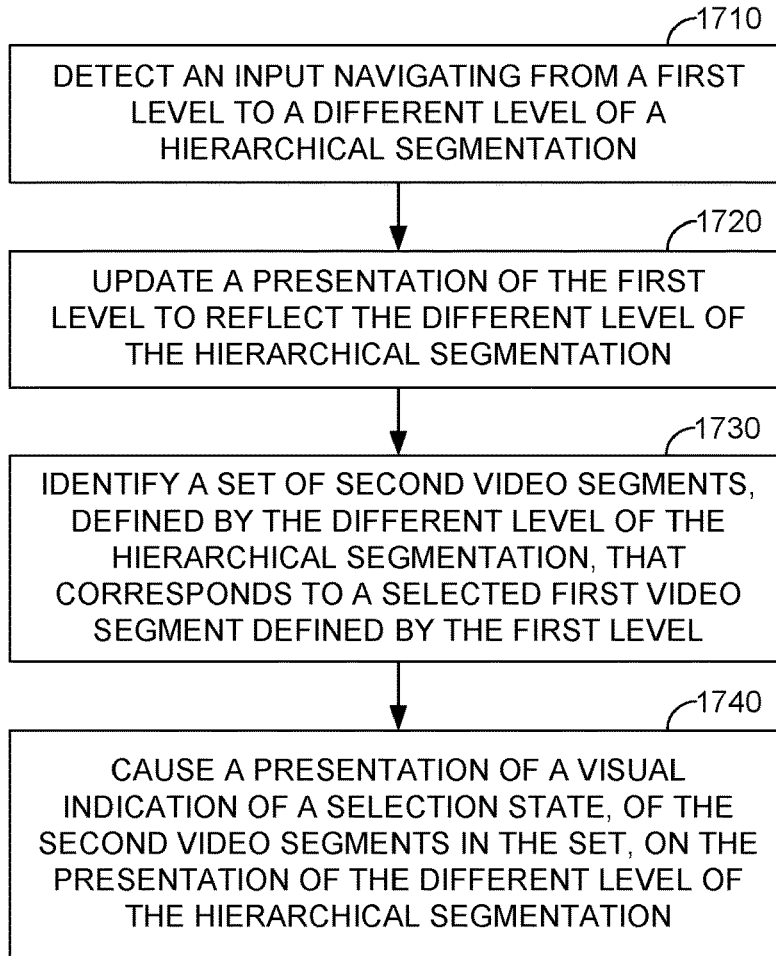 1710
DETECT AN INPUT NAVIGATING FROM A FIRST
LEVEL TO A DIFFERENT LEVEL OF A
HIERARCHICAL SEGMENTATION
1720
UPDATE A PRESENTATION OF THE FIRST
LEVEL TO REFLECT THE DIFFERENT LEVEL OF
THE HIERARCHICAL SEGMENTATION
1730
IDENTIFY A SET OF SECOND VIDEO SEGMENTS,
DEFINED BY THE DIFFERENT LEVEL OF THE
HIERARCHICAL SEGMENTATION, THAT
CORRESPONDS TO A SELECTED FIRST VIDEO
SEGMENT DEFINED BY THE FIRST LEVEL
1740
CAUSE A PRESENTATION OF A VISUAL
INDICATION OF A SELECTION STATE, OF THE
SECOND VIDEO SEGMENTS IN THE SET, ON THE
PRESENTATION OF THE DIFFERENT LEVEL OF
THE HIERARCHICAL SEGMENTATION